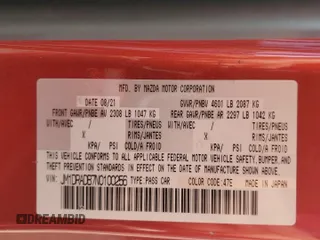 MFD. BY MAZDA MOTOR CORPORATION
08/21 GVWR/PNBV 4601 LB 2087 KG
FRONT GAWR/PNBE AV 2308 LB 1047 KG REAR GAWR/PNBE AR 2297 LB 1042 KG
WITH/AVEC TIRES/PNEUS WITH/AVEC TIRES/PNEUS
X RIMS/JANTES X RIMS/JANTES
KPA/ PSI COLD/A FROID KPA/ PSI COLD/A FROID
THIS VEHICLE CONFORMS TO ALL APPLICABLE FEDERAL MOTOR VEHICLE SAFETY, BUMPER, AND THEFT PREVENTION STANDARDS IN EFFECT ON THE DATE OF MANUFACTURE SHOWN ABOVE.
TYPE PASS CAR COLOR CODE: 47S MADE IN JAPAN
DREAMBID